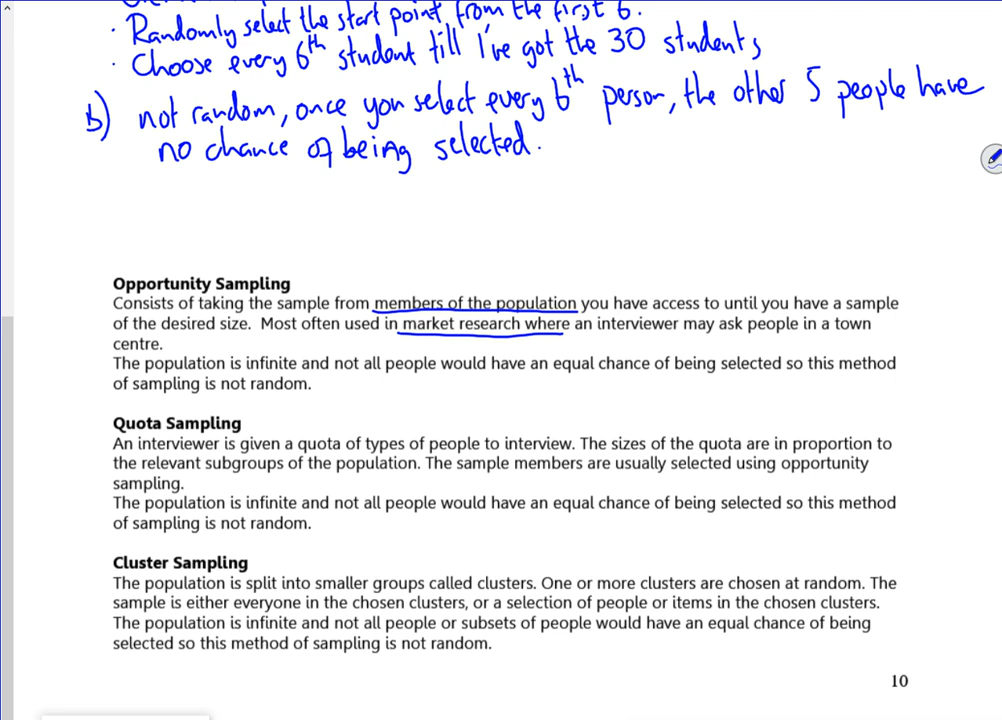 · Randomly select the start point from the first 6.
· Choose every 6th student till I've got the 30 students
b) not random, once you select every 6th person, the other 5 people have
no chance of being selected.
Opportunity Sampling
Consists of taking the sample from members of the population you have access to until you have a sample
of the desired size. Most often used in market research where an interviewer may ask people in a town
centre.
The population is infinite and not all people would have an equal chance of being selected so this method
of sampling is not random.
Quota Sampling
An interviewer is given a quota of types of people to interview. The sizes of the quota are in proportion to
the relevant subgroups of the population. The sample members are usually selected using opportunity
sampling.
The population is infinite and not all people would have an equal chance of being selected so this method
of sampling is not random.
Cluster Sampling
The population is split into smaller groups called clusters. One or more clusters are chosen at random. The
sample is either everyone in the chosen clusters, or a selection of people or items in the chosen clusters.
The population is infinite and not all people or subsets of people would have an equal chance of being
selected so this method of sampling is not random.
10